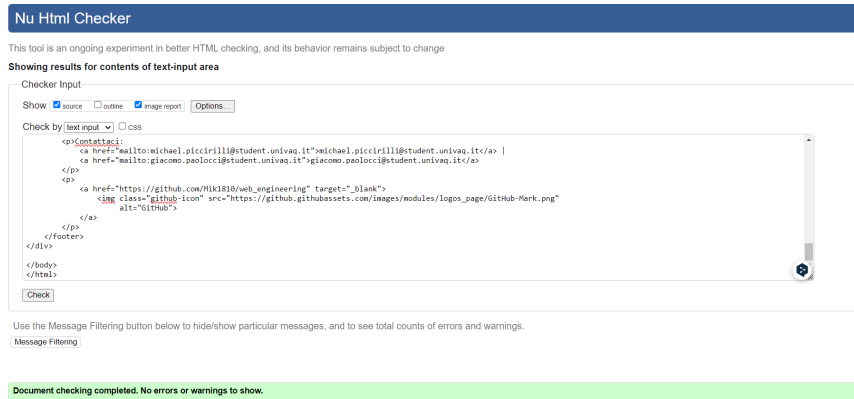 Nu Html Checker
This tool is an ongoing experiment in better HTML checking, and its behavior remains subject to change
Showing results for contents of text-input area
Checker Input
Show source outline image report Options...
Check by text input css
<p>Contattaci:
<a href="mailto:michael.piccirilli@student.univaq.it">michael.piccirilli@student.univaq.it</a> |
<a href="mailto:giacomo.paolocci@student.univaq.it">giacomo.paolocci@student.univaq.it</a>
</p>
<p>
<a href="https://github.com/Mik1810/web_engineering" target="_blank">
<img class="github-icon" src="https://github.githubassets.com/images/modules/logos_page/GitHub-Mark.png"
alt="GitHub">
</a>
</p>
</footer>
</div>
</body>
</html>
Check
Use the Message Filtering button below to hide/show particular messages, and to see total counts of errors and warnings.
Message Filtering
Document checking completed. No errors or warnings to show.